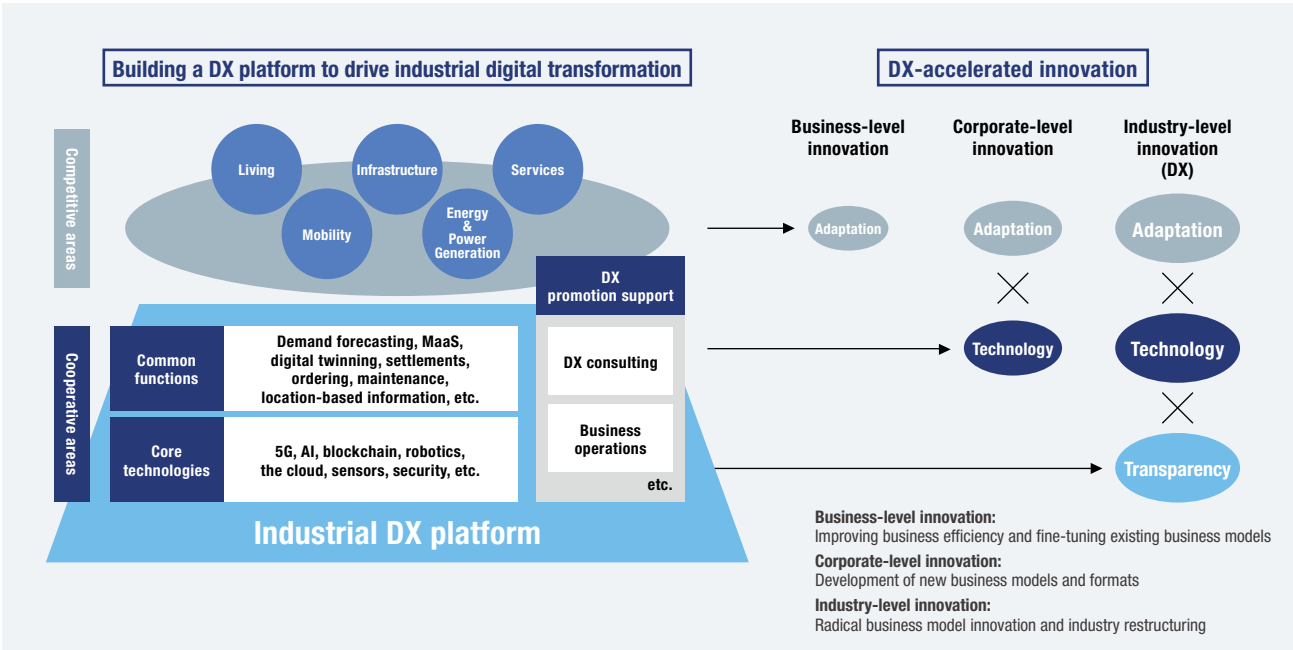 Building a DX platform to drive industrial digital transformation
Competitive areas
Living
Infrastructure
Services
Mobility
Energy
&
Power
Generation
DX
promotion support
Cooperative areas
Common
functions
Demand forecasting, MaaS,
digital twinning, settlements,
ordering, maintenance,
location-based information, etc.
DX consulting
Core
technologies
5G, AI, blockchain, robotics,
the cloud, sensors, security, etc.
Business
operations
etc.
Industrial DX platform
DX-accelerated innovation
Business-level
innovation
Corporate-level
innovation
Industry-level
innovation
(DX)
Adaptation
Adaptation
Adaptation
Technology
Technology
Transparency
Business-level innovation:
Improving business efficiency and fine-tuning existing business models
Corporate-level innovation:
Development of new business models and formats
Industry-level innovation:
Radical business model innovation and industry restructuring